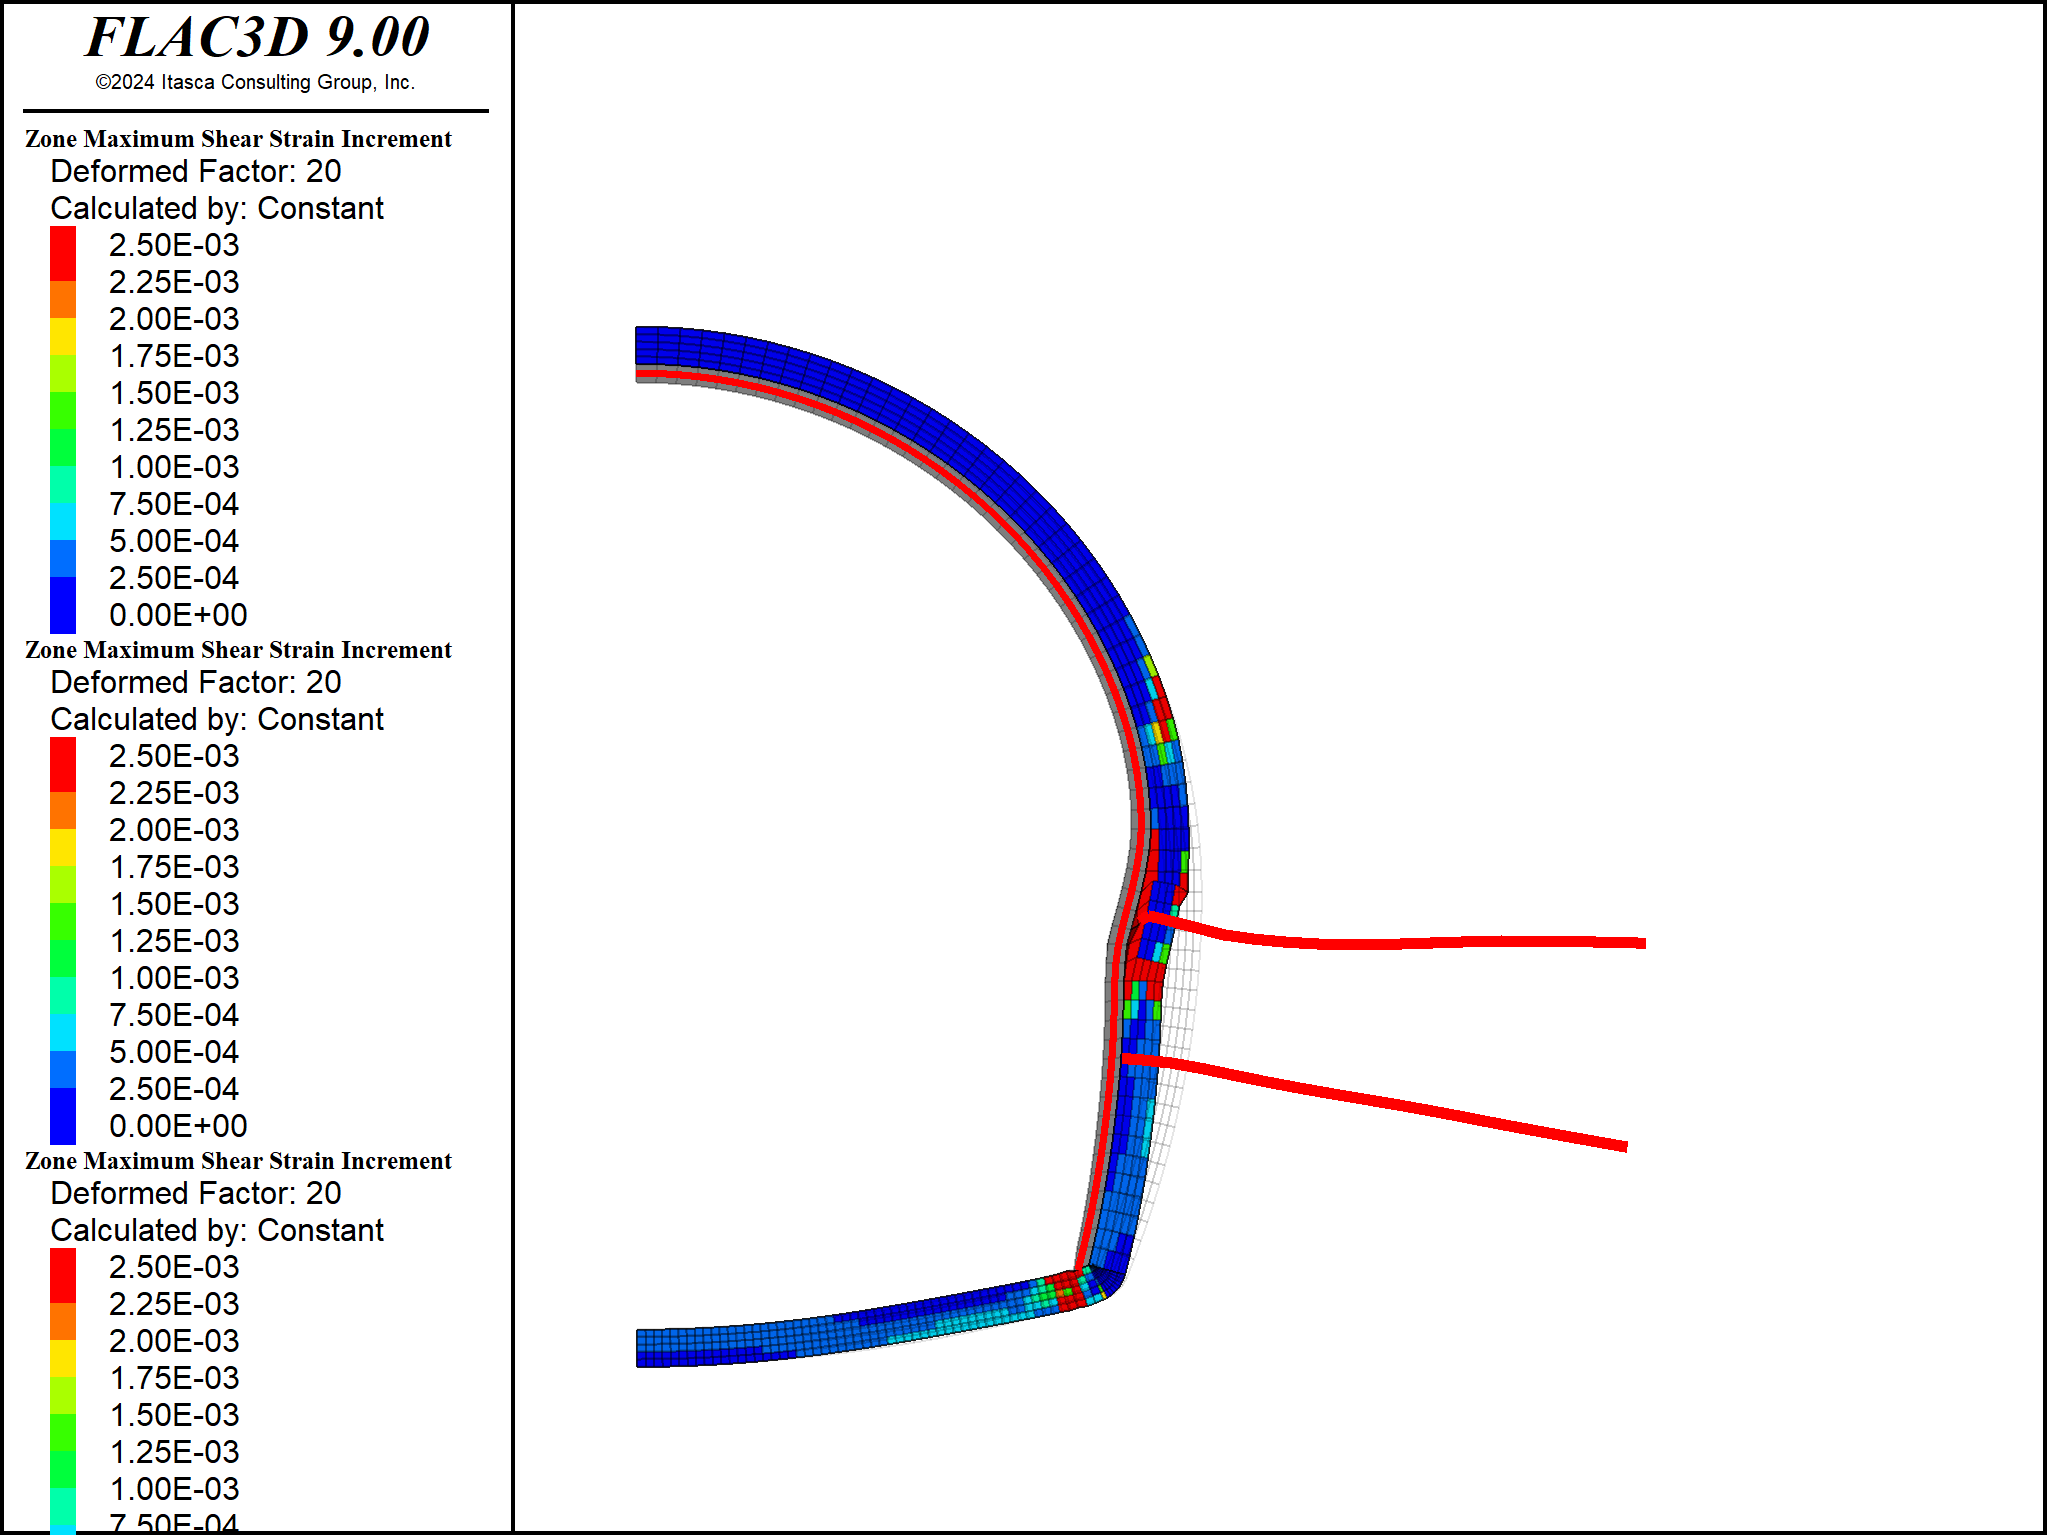 FLAC3D 9.00
©2024 Itasca Consulting Group, Inc.
Zone Maximum Shear Strain Increment
Deformed Factor: 20
Calculated by: Constant
2.50E-03
2.25E-03
2.00E-03
1.75E-03
1.50E-03
1.25E-03
1.00E-03
7.50E-04
5.00E-04
2.50E-04
0.00E+00
Zone Maximum Shear Strain Increment
Deformed Factor: 20
Calculated by: Constant
2.50E-03
2.25E-03
2.00E-03
1.75E-03
1.50E-03
1.25E-03
1.00E-03
7.50E-04
5.00E-04
2.50E-04
0.00E+00
Zone Maximum Shear Strain Increment
Deformed Factor: 20
Calculated by: Constant
2.50E-03
2.25E-03
2.00E-03
1.75E-03
1.50E-03
1.25E-03
1.00E-03
7.50E-04